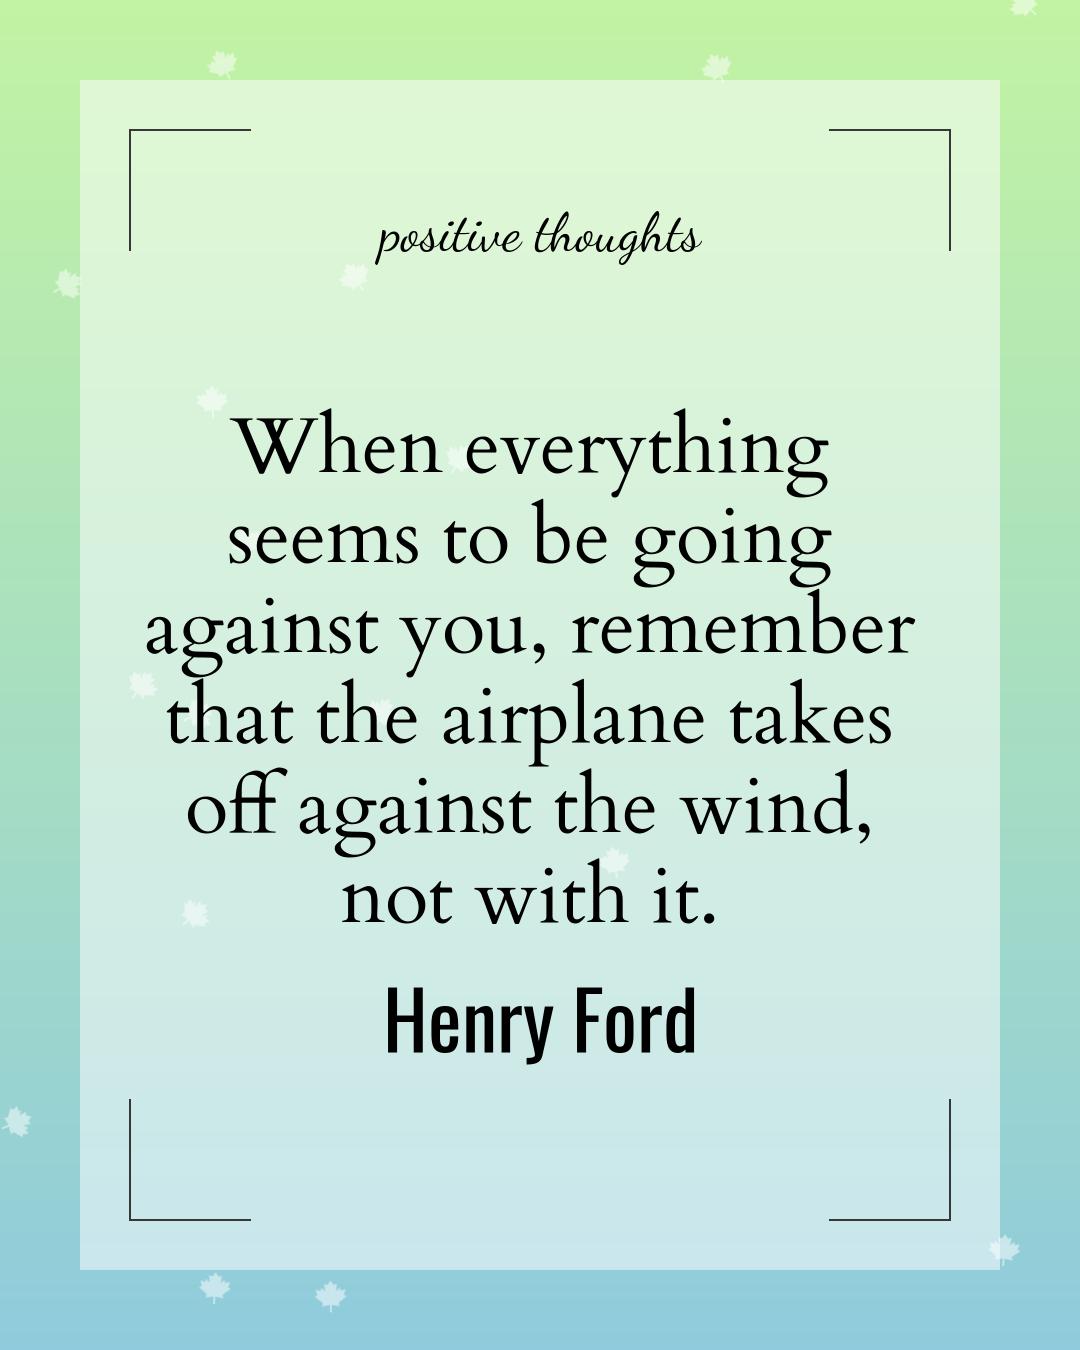 positive thoughts
When everything
seems to be going
against you, remember
that the airplane takes
off against the wind,
not with it.
Henry Ford